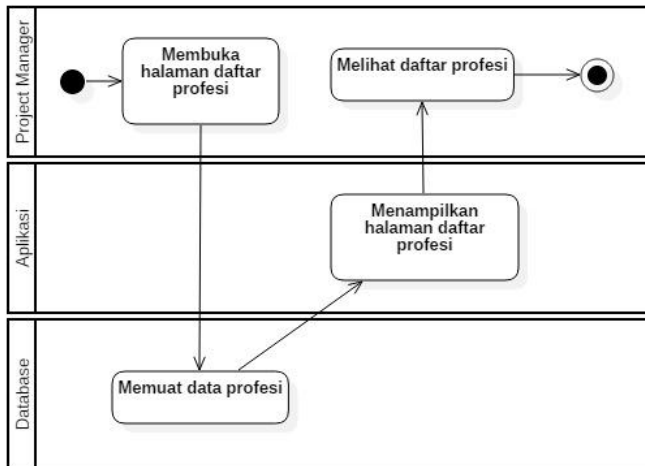 Project Manager
Membuka
halaman daftar
profesi
Melihat daftar profesi
Aplikasi
Menampilkan
halaman daftar
profesi
Database
Memuat data profesi